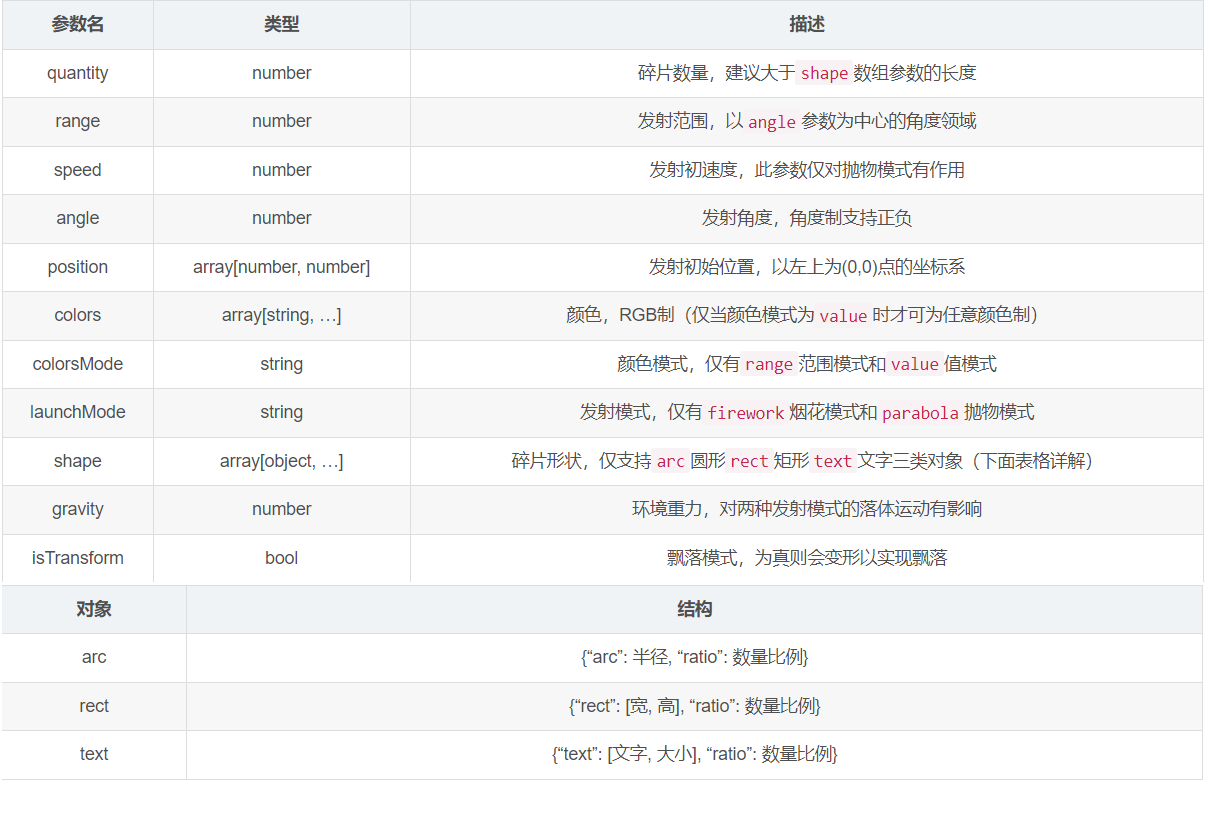 参数名 类型 描述
quantity number 碎片数量，建议大于 shape 数组参数的长度
range number 发射范围，以 angle 参数为中心的角度领域
speed number 发射初速度，此参数仅对抛物模式有作用
angle number 发射角度，角度制支持正负
position array[number, number] 发射初始位置，以左上为(0,0)点的坐标系
colors array[string, …] 颜色，RGB制（仅当颜色模式为 value 时才可为任意颜色制）
colorsMode string 颜色模式，仅有 range 范围模式和 value 值模式
launchMode string 发射模式，仅有 firework 烟花模式和 parabola 抛物模式
shape array[object, …] 碎片形状，仅支持 arc 圆形 rect 矩形 text 文字三类对象（下面表格详解）
gravity number 环境重力，对两种发射模式的落体运动有影响
isTransform bool 飘落模式，为真则会变形以实现飘落
对象 结构
arc {“arc”: 半径, “ratio”: 数量比例}
rect {“rect”: [宽, 高], “ratio”: 数量比例}
text {“text”: [文字, 大小], “ratio”: 数量比例}